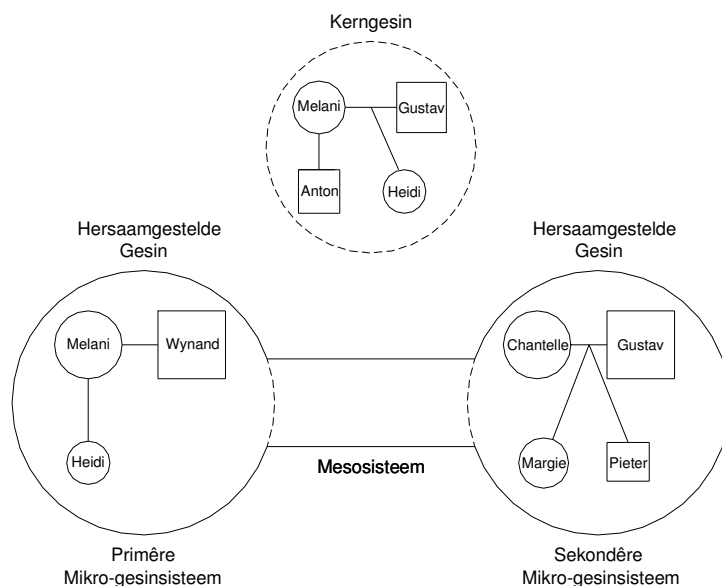 Kerngesin
Melani
Gustav
Anton
Heidi
Hersaamgestelde
Gesin
Melani
Wynand
Heidi
Primêre
Mikro-gesinsisteem
Mesosisteem
Hersaamgestelde
Gesin
Chantelle
Gustav
Margie
Pieter
Sekondêre
Mikro-gesinsisteem